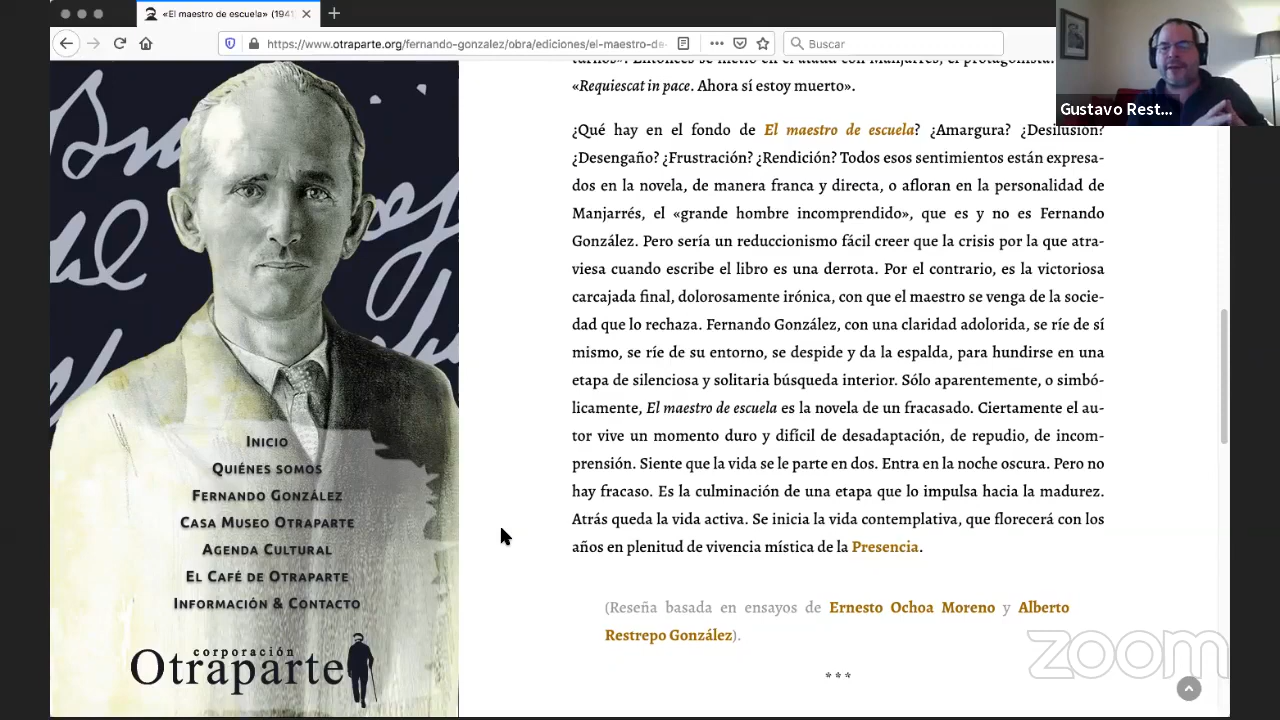 «El maestro de escuela» (1941
https://www.otraparte.org/fernando-gonzalez/obra/ediciones/el-maestro-de-
Buscar
turnos». Entonces se metió en el ataúd con Manjarrés, el protagonista.
«Requiescat in pace. Ahora sí estoy muerto».
¿Qué hay en el fondo de El maestro de escuela? ¿Amargura? ¿Desilusión?
¿Desengaño? ¿Frustración? ¿Rendición? Todos esos sentimientos están expresa-
dos en la novela, de manera franca y directa, o afloran en la personalidad de
Manjarrés, el «grande hombre incomprendido», que es y no es Fernando
González. Pero sería un reduccionismo fácil creer que la crisis por la que atra-
viesa cuando escribe el libro es una derrota. Por el contrario, es la victoriosa
carcajada final, dolorosamente irónica, con que el maestro se venga de la socie-
dad que lo rechaza. Fernando González, con una claridad adolorida, se ríe de sí
mismo, se ríe de su entorno, se despide y da la espalda, para hundirse en una
etapa de silenciosa y solitaria búsqueda interior. Sólo aparentemente, o simbó-
licamente, El maestro de escuela es la novela de un fracasado. Ciertamente el au-
tor vive un momento duro y difícil de desadaptación, de repudio, de incom-
prensión. Siente que la vida se le parte en dos. Entra en la noche oscura. Pero no
hay fracaso. Es la culminación de una etapa que lo impulsa hacia la madurez.
Atrás queda la vida activa. Se inicia la vida contemplativa, que florecerá con los
años en plenitud de vivencia mística de la Presencia.
(Reseña basada en ensayos de Ernesto Ochoa Moreno y Alberto
Restrepo González).
* * *
Inicio
Quiénes somos
Fernando González
Casa Museo Otraparte
Agenda Cultural
El Café de Otraparte
Información & Contacto
corporación
Otraparte
Gustavo Rest...
zoom